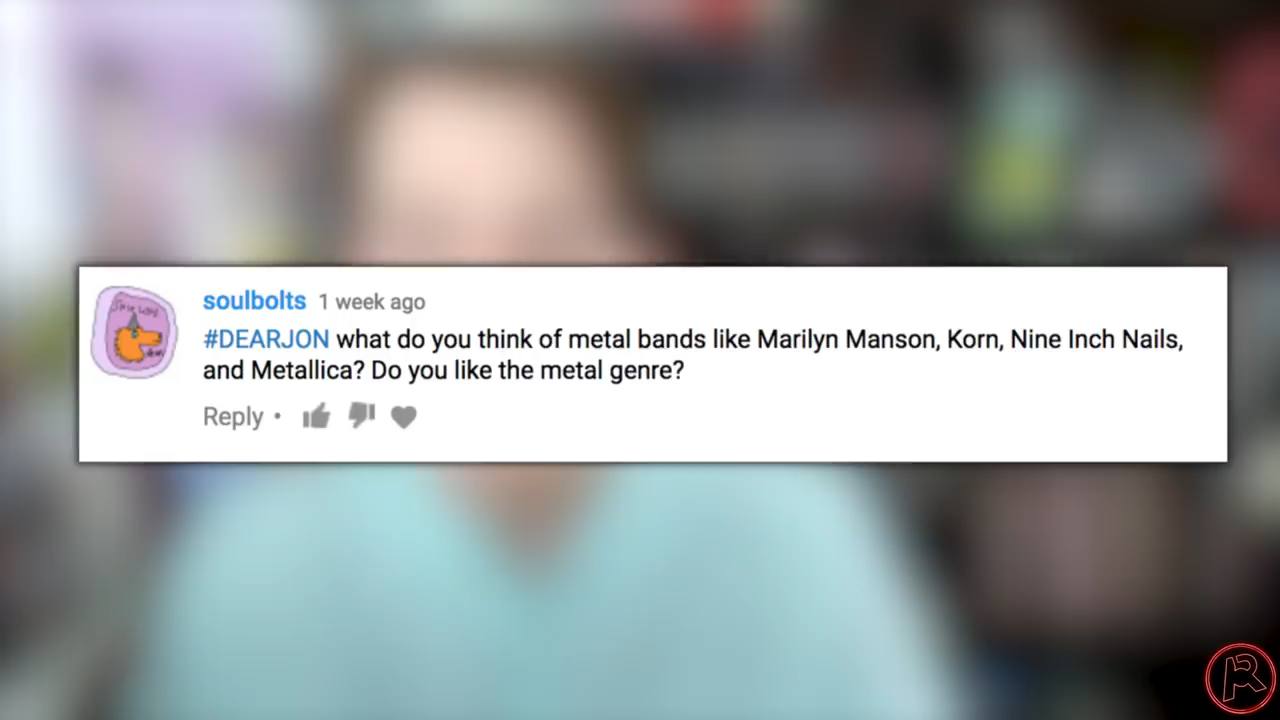 soulbolts 1 week ago
#DEARJON what do you think of metal bands like Marilyn Manson, Korn, Nine Inch Nails,
and Metallica? Do you like the metal genre?
Reply •